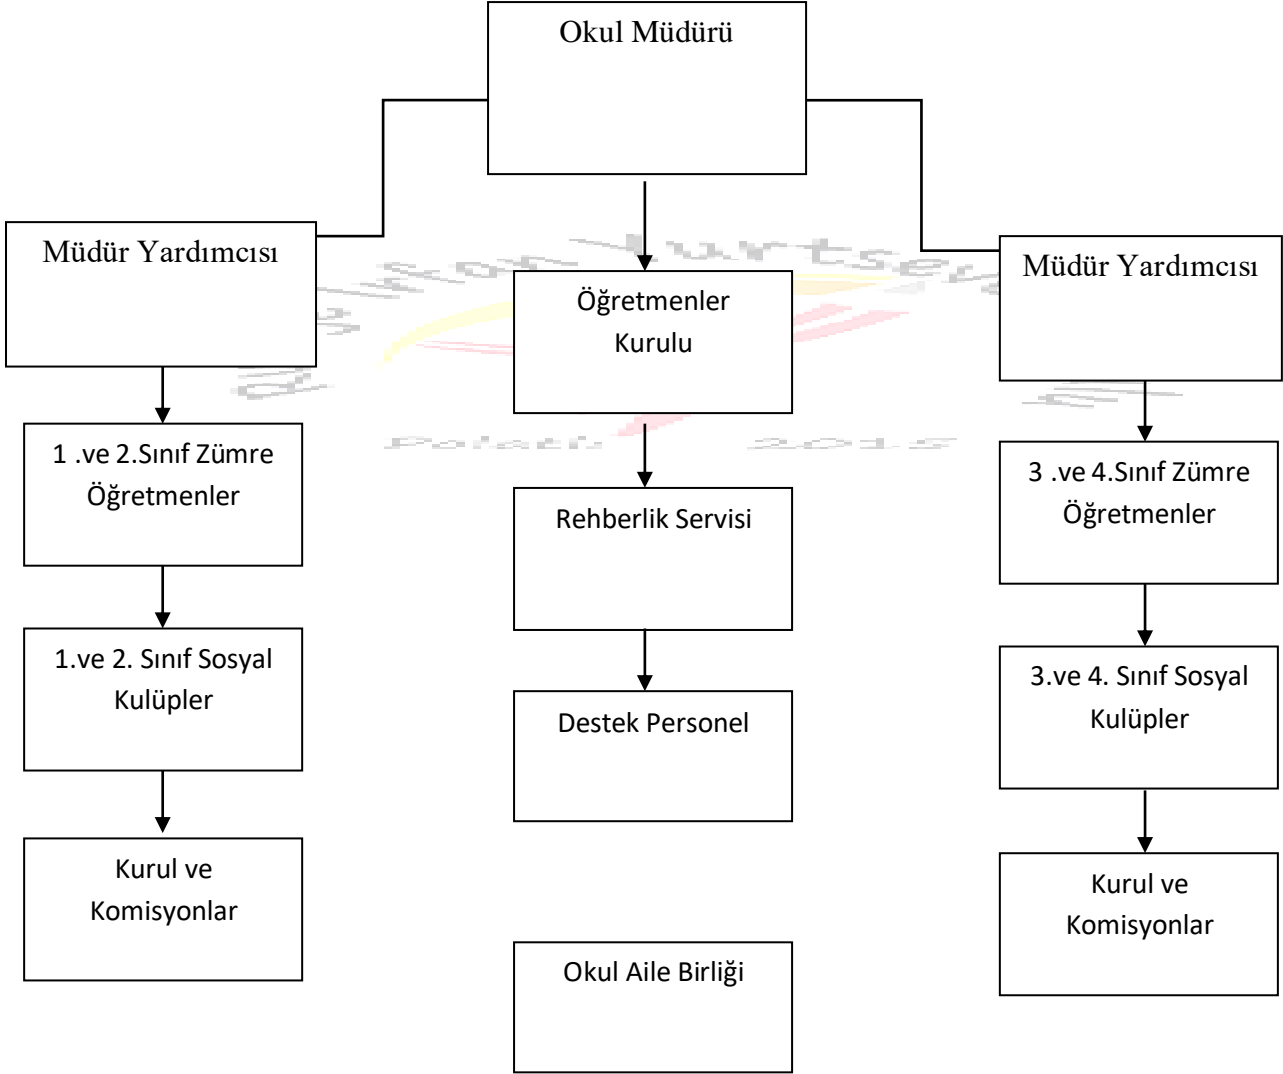 Okul Müdürü
Müdür Yardımcısı
Öğretmenler
Kurulu
Müdür Yardımcısı
1 .ve 2.Sınıf Zümre
Öğretmenler
Rehberlik Servisi
3 .ve 4.Sınıf Zümre
Öğretmenler
1.ve 2. Sınıf Sosyal
Kulüpler
Destek Personel
3.ve 4. Sınıf Sosyal
Kulüpler
Kurul ve
Komisyonlar
Okul Aile Birliği
Kurul ve
Komisyonlar
Polatlı 2015